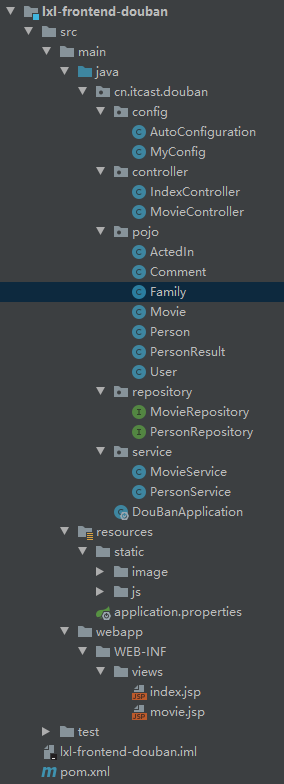 lxl-frontend-douban
src
main
java
cn.itcast.douban
config
AutoConfiguration
MyConfig
controller
IndexController
MovieController
pojo
ActedIn
Comment
Family
Movie
Person
PersonResult
User
repository
MovieRepository
PersonRepository
service
MovieService
PersonService
DouBanApplication
resources
static
image
js
application.properties
webapp
WEB-INF
views
index.jsp
movie.jsp
test
lxl-frontend-douban.iml
pom.xml